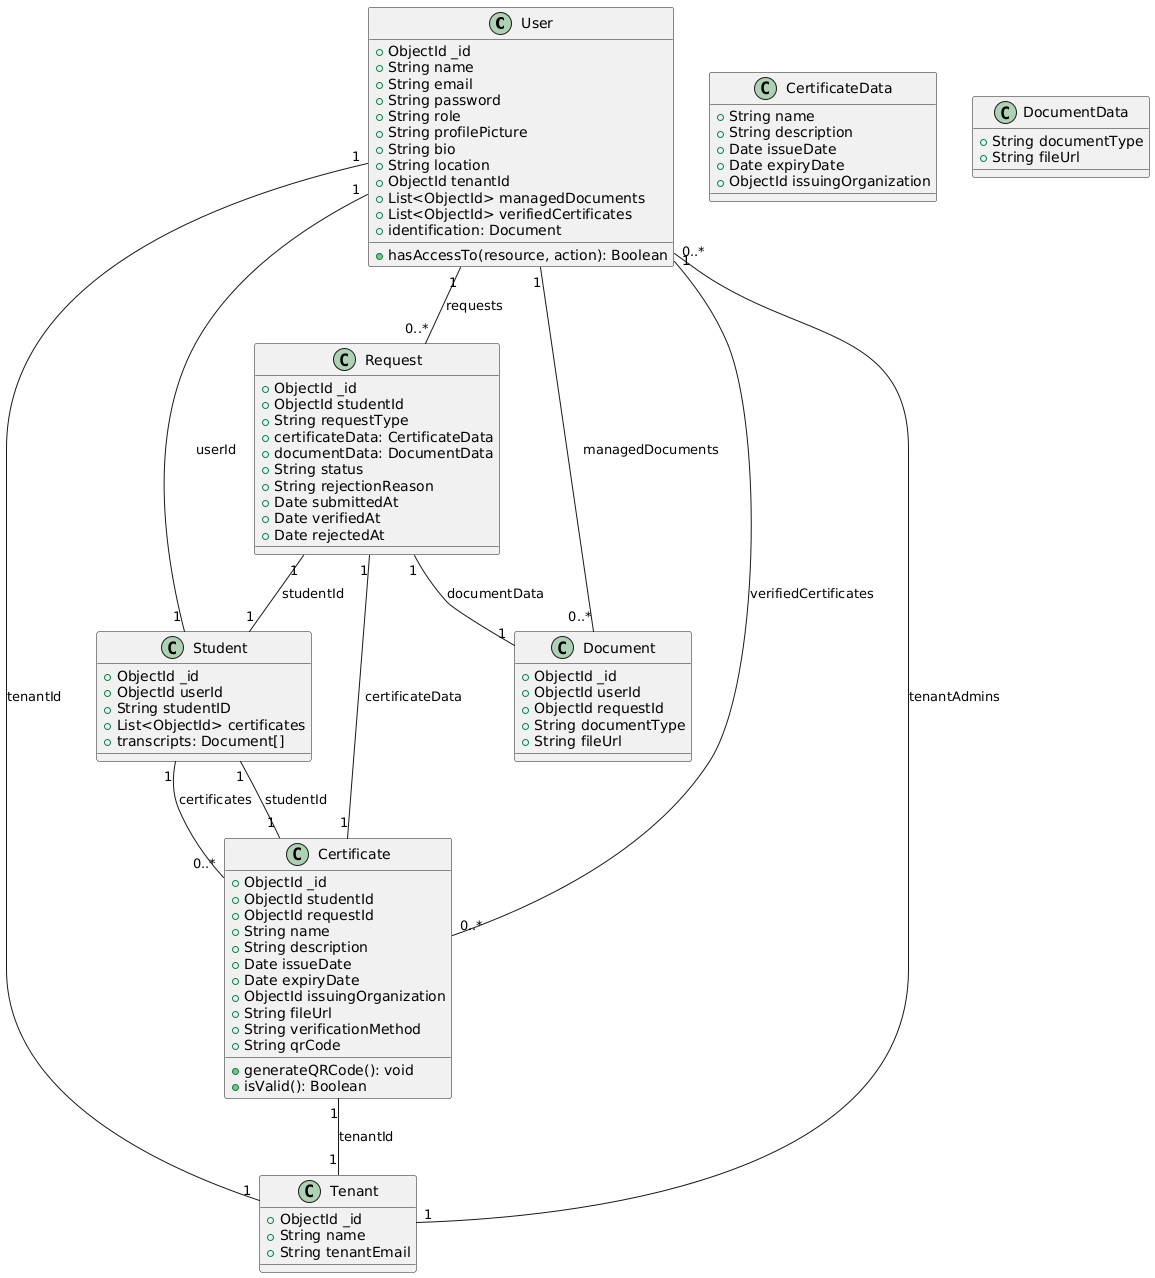 C User
ObjectId _id
String name
String email
String password
String role
String profilePicture
String bio
String location
ObjectId tenantId
List<ObjectId> managedDocuments
List<ObjectId> verifiedCertificates
identification: Document
hasAccessTo(resource, action): Boolean
C CertificateData
String name
String description
Date issueDate
Date expiryDate
ObjectId issuingOrganization
C DocumentData
String documentType
String fileUrl
1
1
0..*
1
1
1
requests
0..*
C Request
ObjectId _id
ObjectId studentId
String requestType
certificateData: CertificateData
documentData: DocumentData
String status
String rejectionReason
Date submittedAt
Date verifiedAt
Date rejectedAt
userId
managedDocuments
1
1
1
studentId
documentData
verifiedCertificates
1
1
0..*
1
C Student
ObjectId _id
ObjectId userId
String studentID
List<ObjectId> certificates
transcripts: Document[]
C Document
ObjectId _id
ObjectId userId
ObjectId requestId
String documentType
String fileUrl
tenantId
certificateData
tenantAdmins
1
1
certificates
studentId
1
1
0..*
C Certificate
ObjectId _id
ObjectId studentId
ObjectId requestId
String name
String description
Date issueDate
Date expiryDate
ObjectId issuingOrganization
String fileUrl
String verificationMethod
String qrCode
generateQRCode(): void
isValid(): Boolean
0..*
1
tenantId
1
1
1
C Tenant
ObjectId _id
String name
String tenantEmail